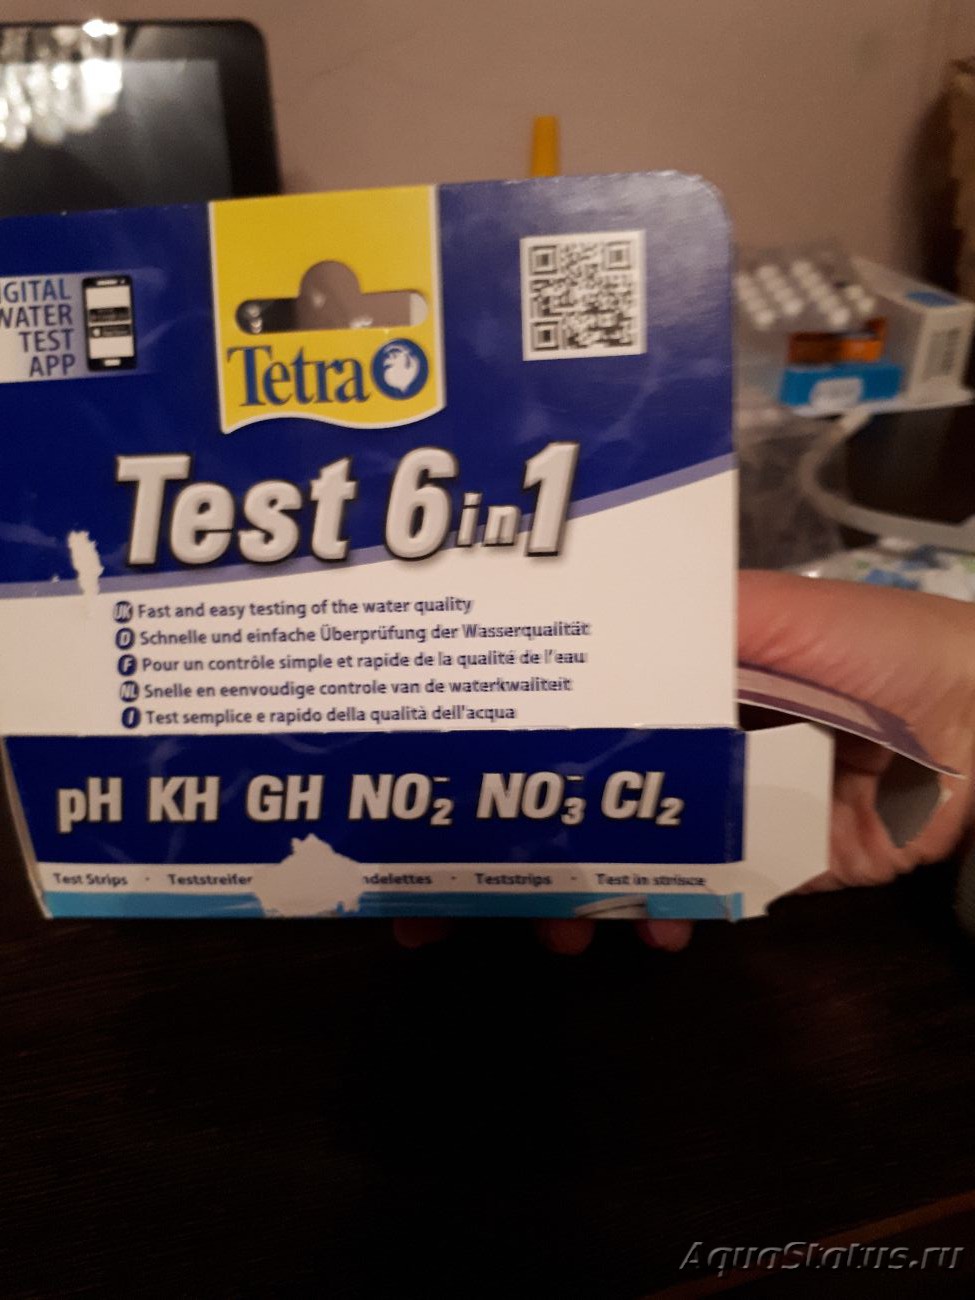 IGITAL
WATER
TEST
APP
Tetra
Test 6in1
UK Fast and easy testing of the water quality
D Schnelle und einfache Überprüfung der Wasserqualität
F Pour un contrôle simple et rapide de la qualité de l'eau
NL Snelle en eenvoudige controle van de waterkwaliteit
I Test semplice e rapido della qualità dell'acqua
pH KH GH NO₂⁻ NO₃⁻ Cl₂
Test Strips · Teststreifen ndelettes · Teststrips · Test in strisce
AquaStatus.ru